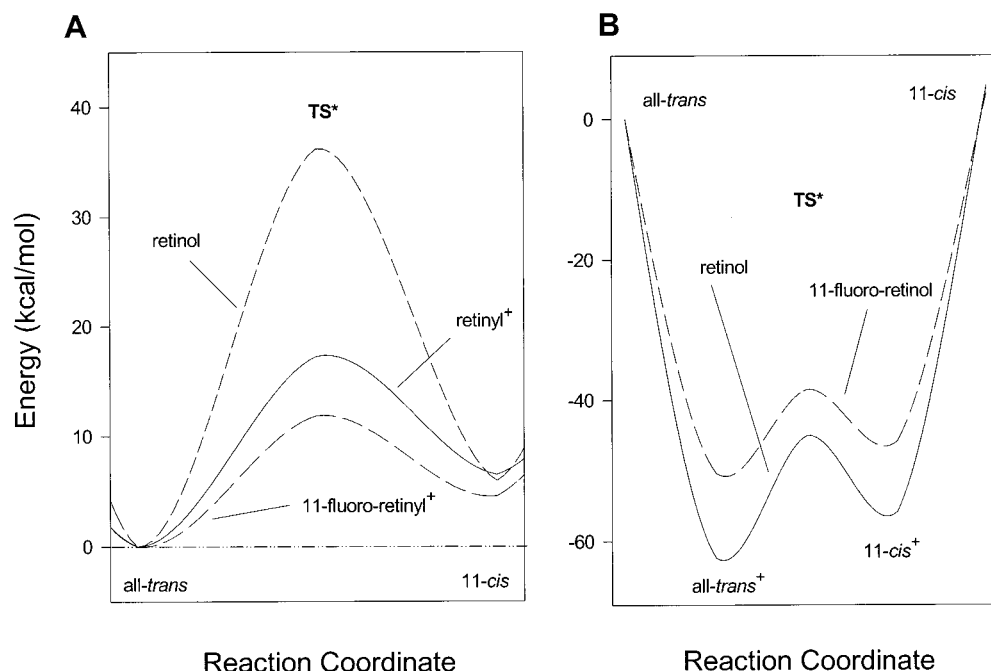 A
B
TS*
40
30
20
10
0
Energy (kcal/mol)
retinol
retinyl+
11-fluoro-retinyl+
all-trans
11-cis
Reaction Coordinate
all-trans
11-cis
0
-20
-40
-60
TS*
retinol
11-fluoro-retinol
11-cis+
all-trans+
Reaction Coordinate